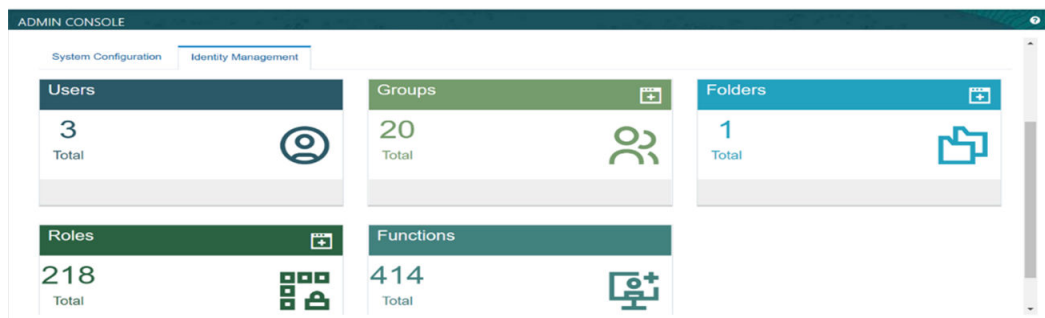 ADMIN CONSOLE
System Configuration
Identity Management
Users
3
Total
Groups
20
Total
Folders
1
Total
Roles
218
Total
Functions
414
Total